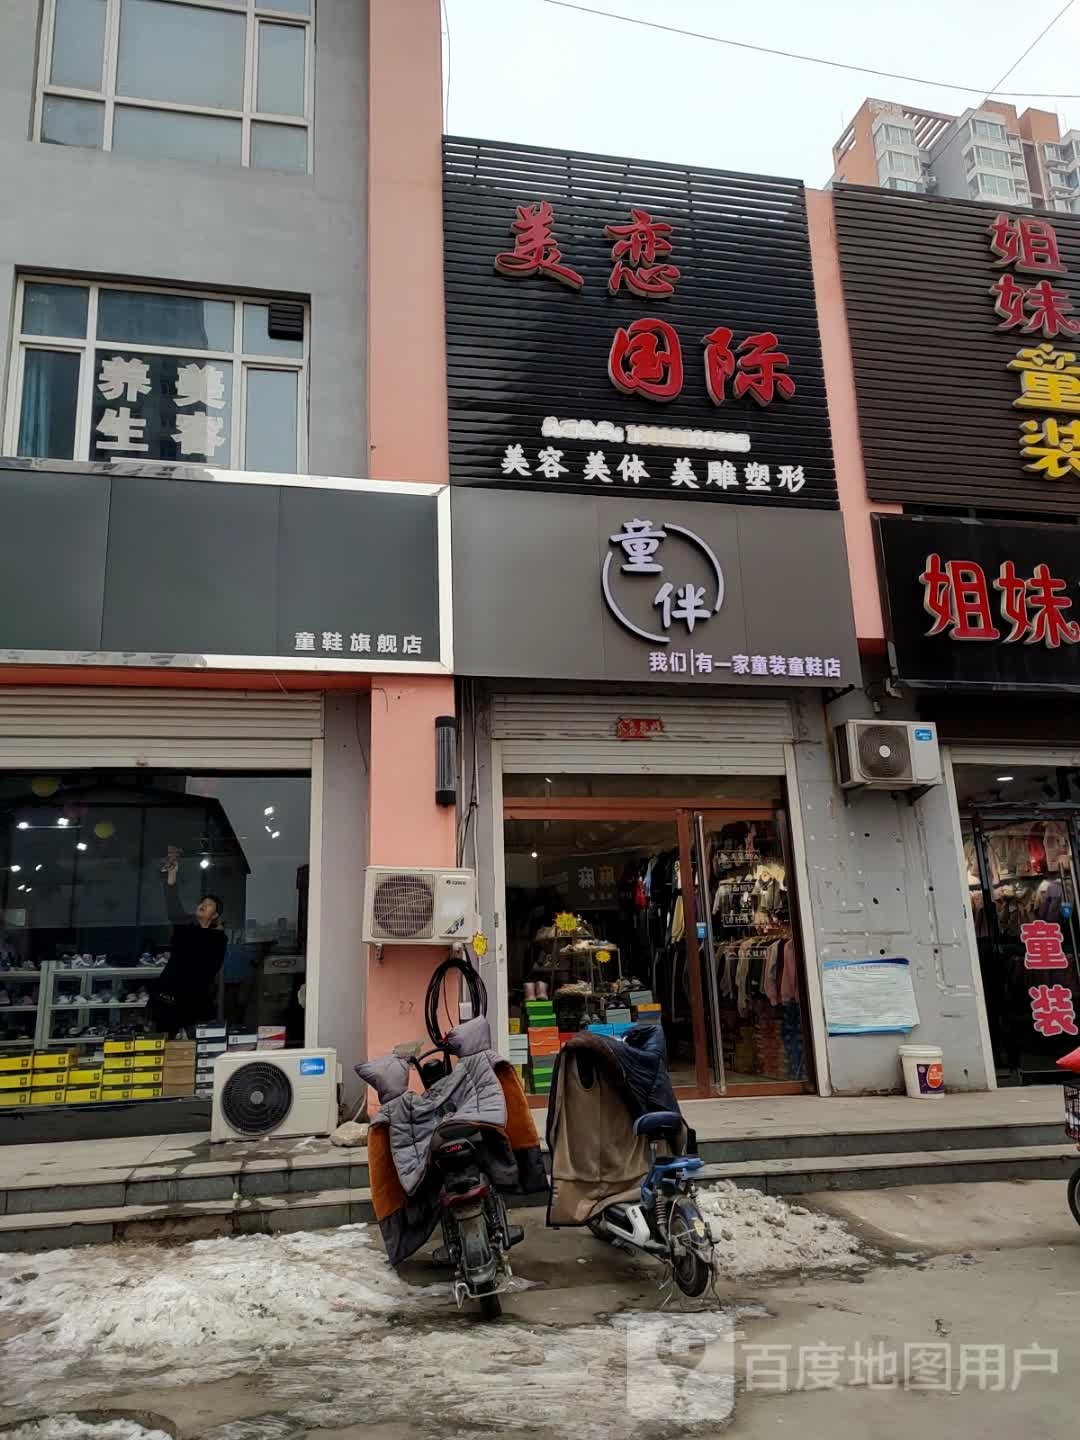 美恋
国际
美容 美体 美雕塑形
童伴
我们|有一家童装童鞋店
童鞋旗舰店
养生
美容
姐妹
童装
姐妹
童装
百度地图用户